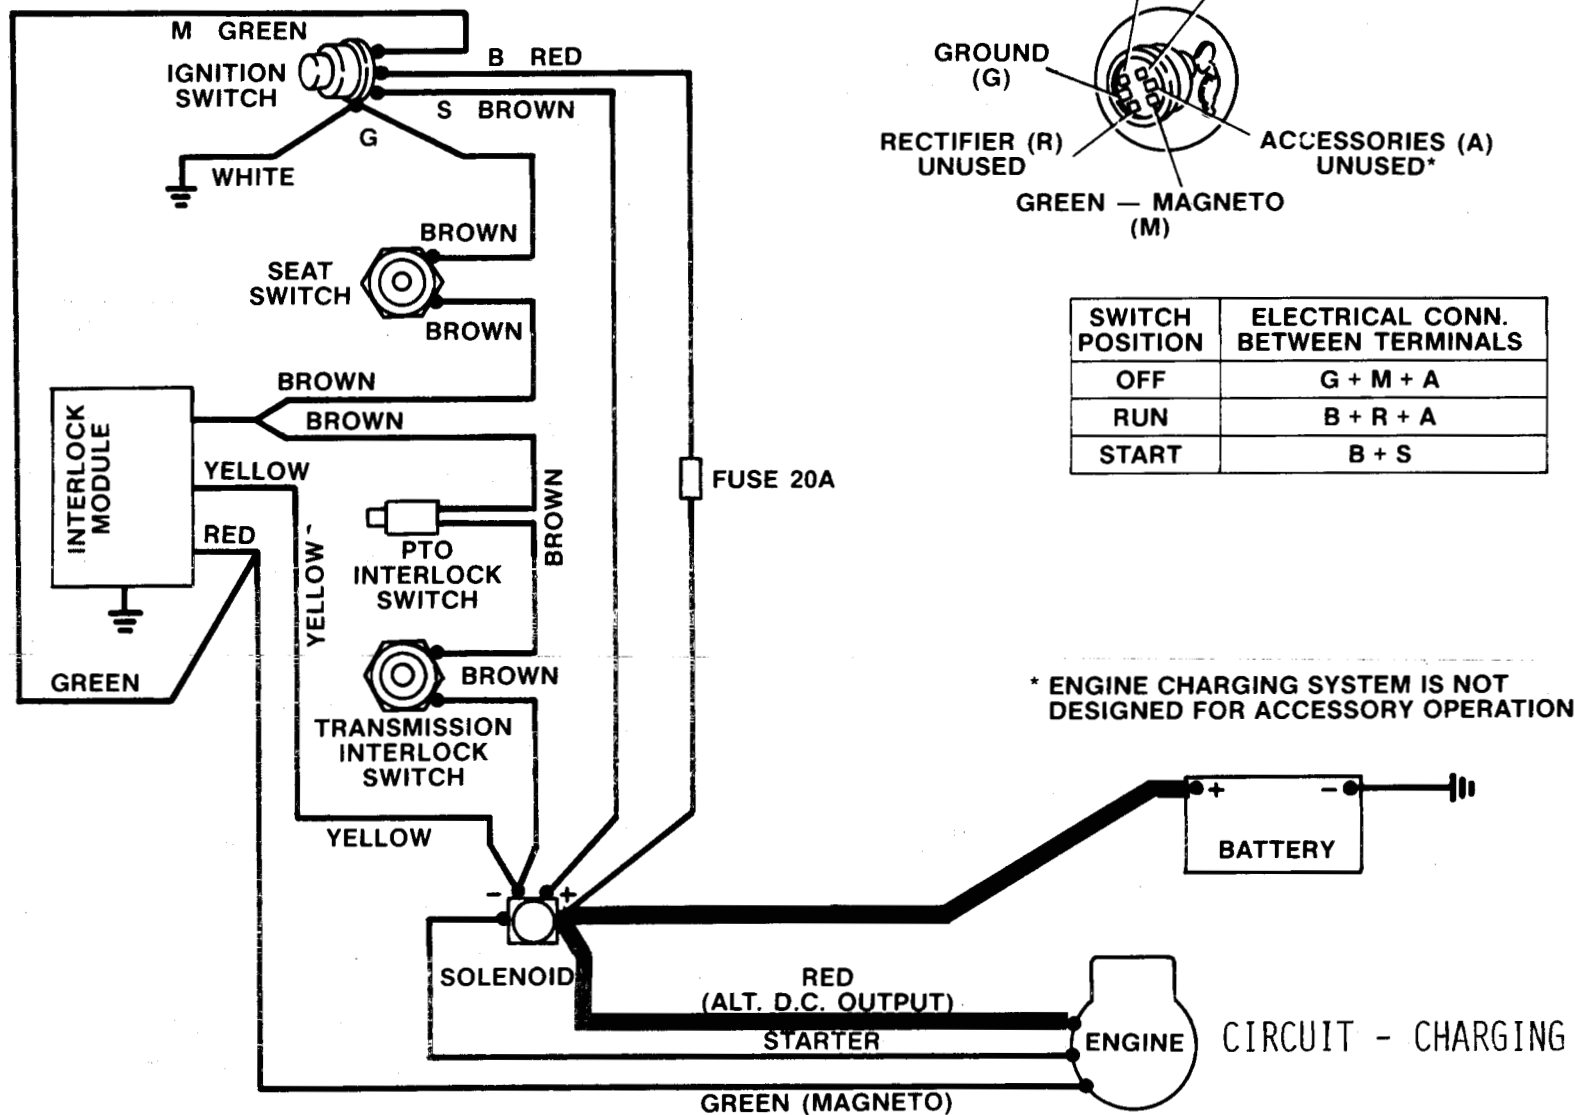 M GREEN
IGNITION
SWITCH
B RED
S BROWN
G
WHITE
GROUND
(G)
RECTIFIER (R)
UNUSED
ACCESSORIES (A)
UNUSED*
GREEN — MAGNETO
(M)
BROWN
SEAT
SWITCH
BROWN
SWITCH
POSITION
ELECTRICAL CONN.
BETWEEN TERMINALS
OFF
G + M + A
RUN
B + R + A
START
B + S
BROWN
BROWN
INTERLOCK
MODULE
YELLOW
RED
YELLOW
BROWN
FUSE 20A
PTO
INTERLOCK
SWITCH
GREEN
BROWN
TRANSMISSION
INTERLOCK
SWITCH
* ENGINE CHARGING SYSTEM IS NOT
DESIGNED FOR ACCESSORY OPERATION
YELLOW
+ -
BATTERY
- +
SOLENOID
RED
(ALT. D.C. OUTPUT)
STARTER
ENGINE
CIRCUIT - CHARGING
GREEN (MAGNETO)